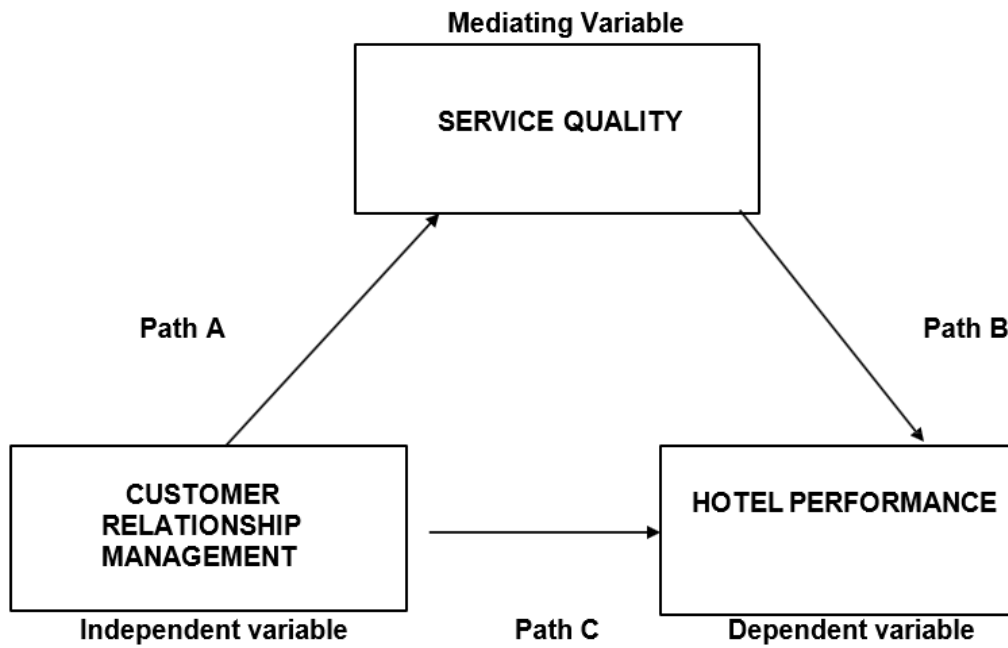 Mediating Variable
SERVICE QUALITY
Path A
Path B
CUSTOMER
RELATIONSHIP
MANAGEMENT
HOTEL PERFORMANCE
Independent variable
Path C
Dependent variable